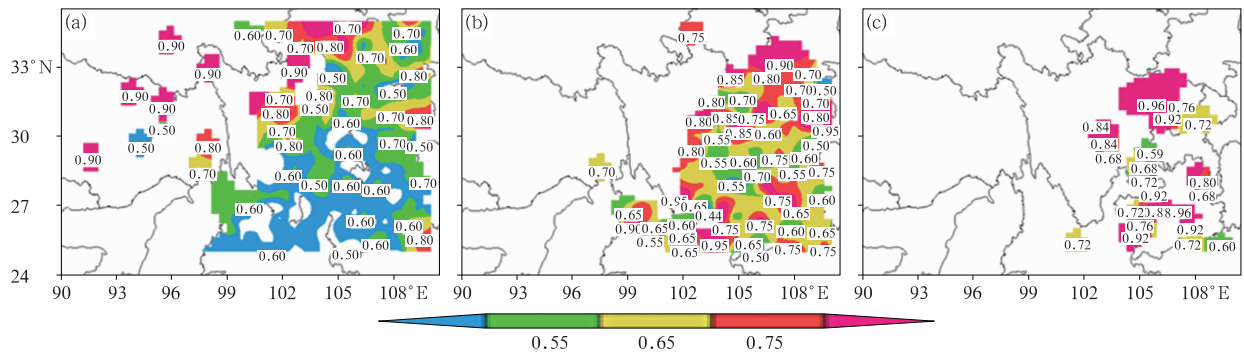 (a) (b) (c)
0.60 0.70 0.70 0.70
0.90 0.70 0.80 0.60 0.75
0.70
33°N 0.90 0.90 0.50 0.80 0.85 0.90 0.80 0.70
0.90 0.70 0.80 0.70 0.50 0.80 0.70 0.70 0.50 0.70
0.90 0.80 0.50 0.70 0.80 0.80 0.85 0.75 0.65 0.80 0.96 0.76
0.50 0.70 0.60 0.85 0.60 0.95 0.84 0.92 0.72
30 0.80 0.80 0.70 0.50 0.55 0.50 0.84
0.90 0.60 0.80 0.60 0.75 0.60 0.68 0.59
0.70 0.70 0.55 0.70 0.50 0.75 0.68
0.60 0.50 0.60 0.60 0.70 0.55 0.72 0.80
27 0.60 0.95 0.65 0.75 0.60 0.92 0.68
0.60 0.60 0.65 0.44 0.65 0.72 0.88 0.96
0.60 0.80 0.90 0.65 0.60 0.75 0.75 0.60 0.65 0.76 0.92
0.60 0.50 0.55 0.65 0.65 0.95 0.65 0.50 0.75 0.72 0.92 0.72 0.60
24
90 93 96 99 102 105 108°E 90 93 96 99 102 105 108°E 90 93 96 99 102 105 108°E
0.55 0.65 0.75